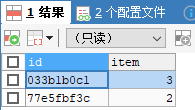 1 结果 2 个配置文件
（只读）
id item
033b1b0c1 3
77e5fbf3c 2